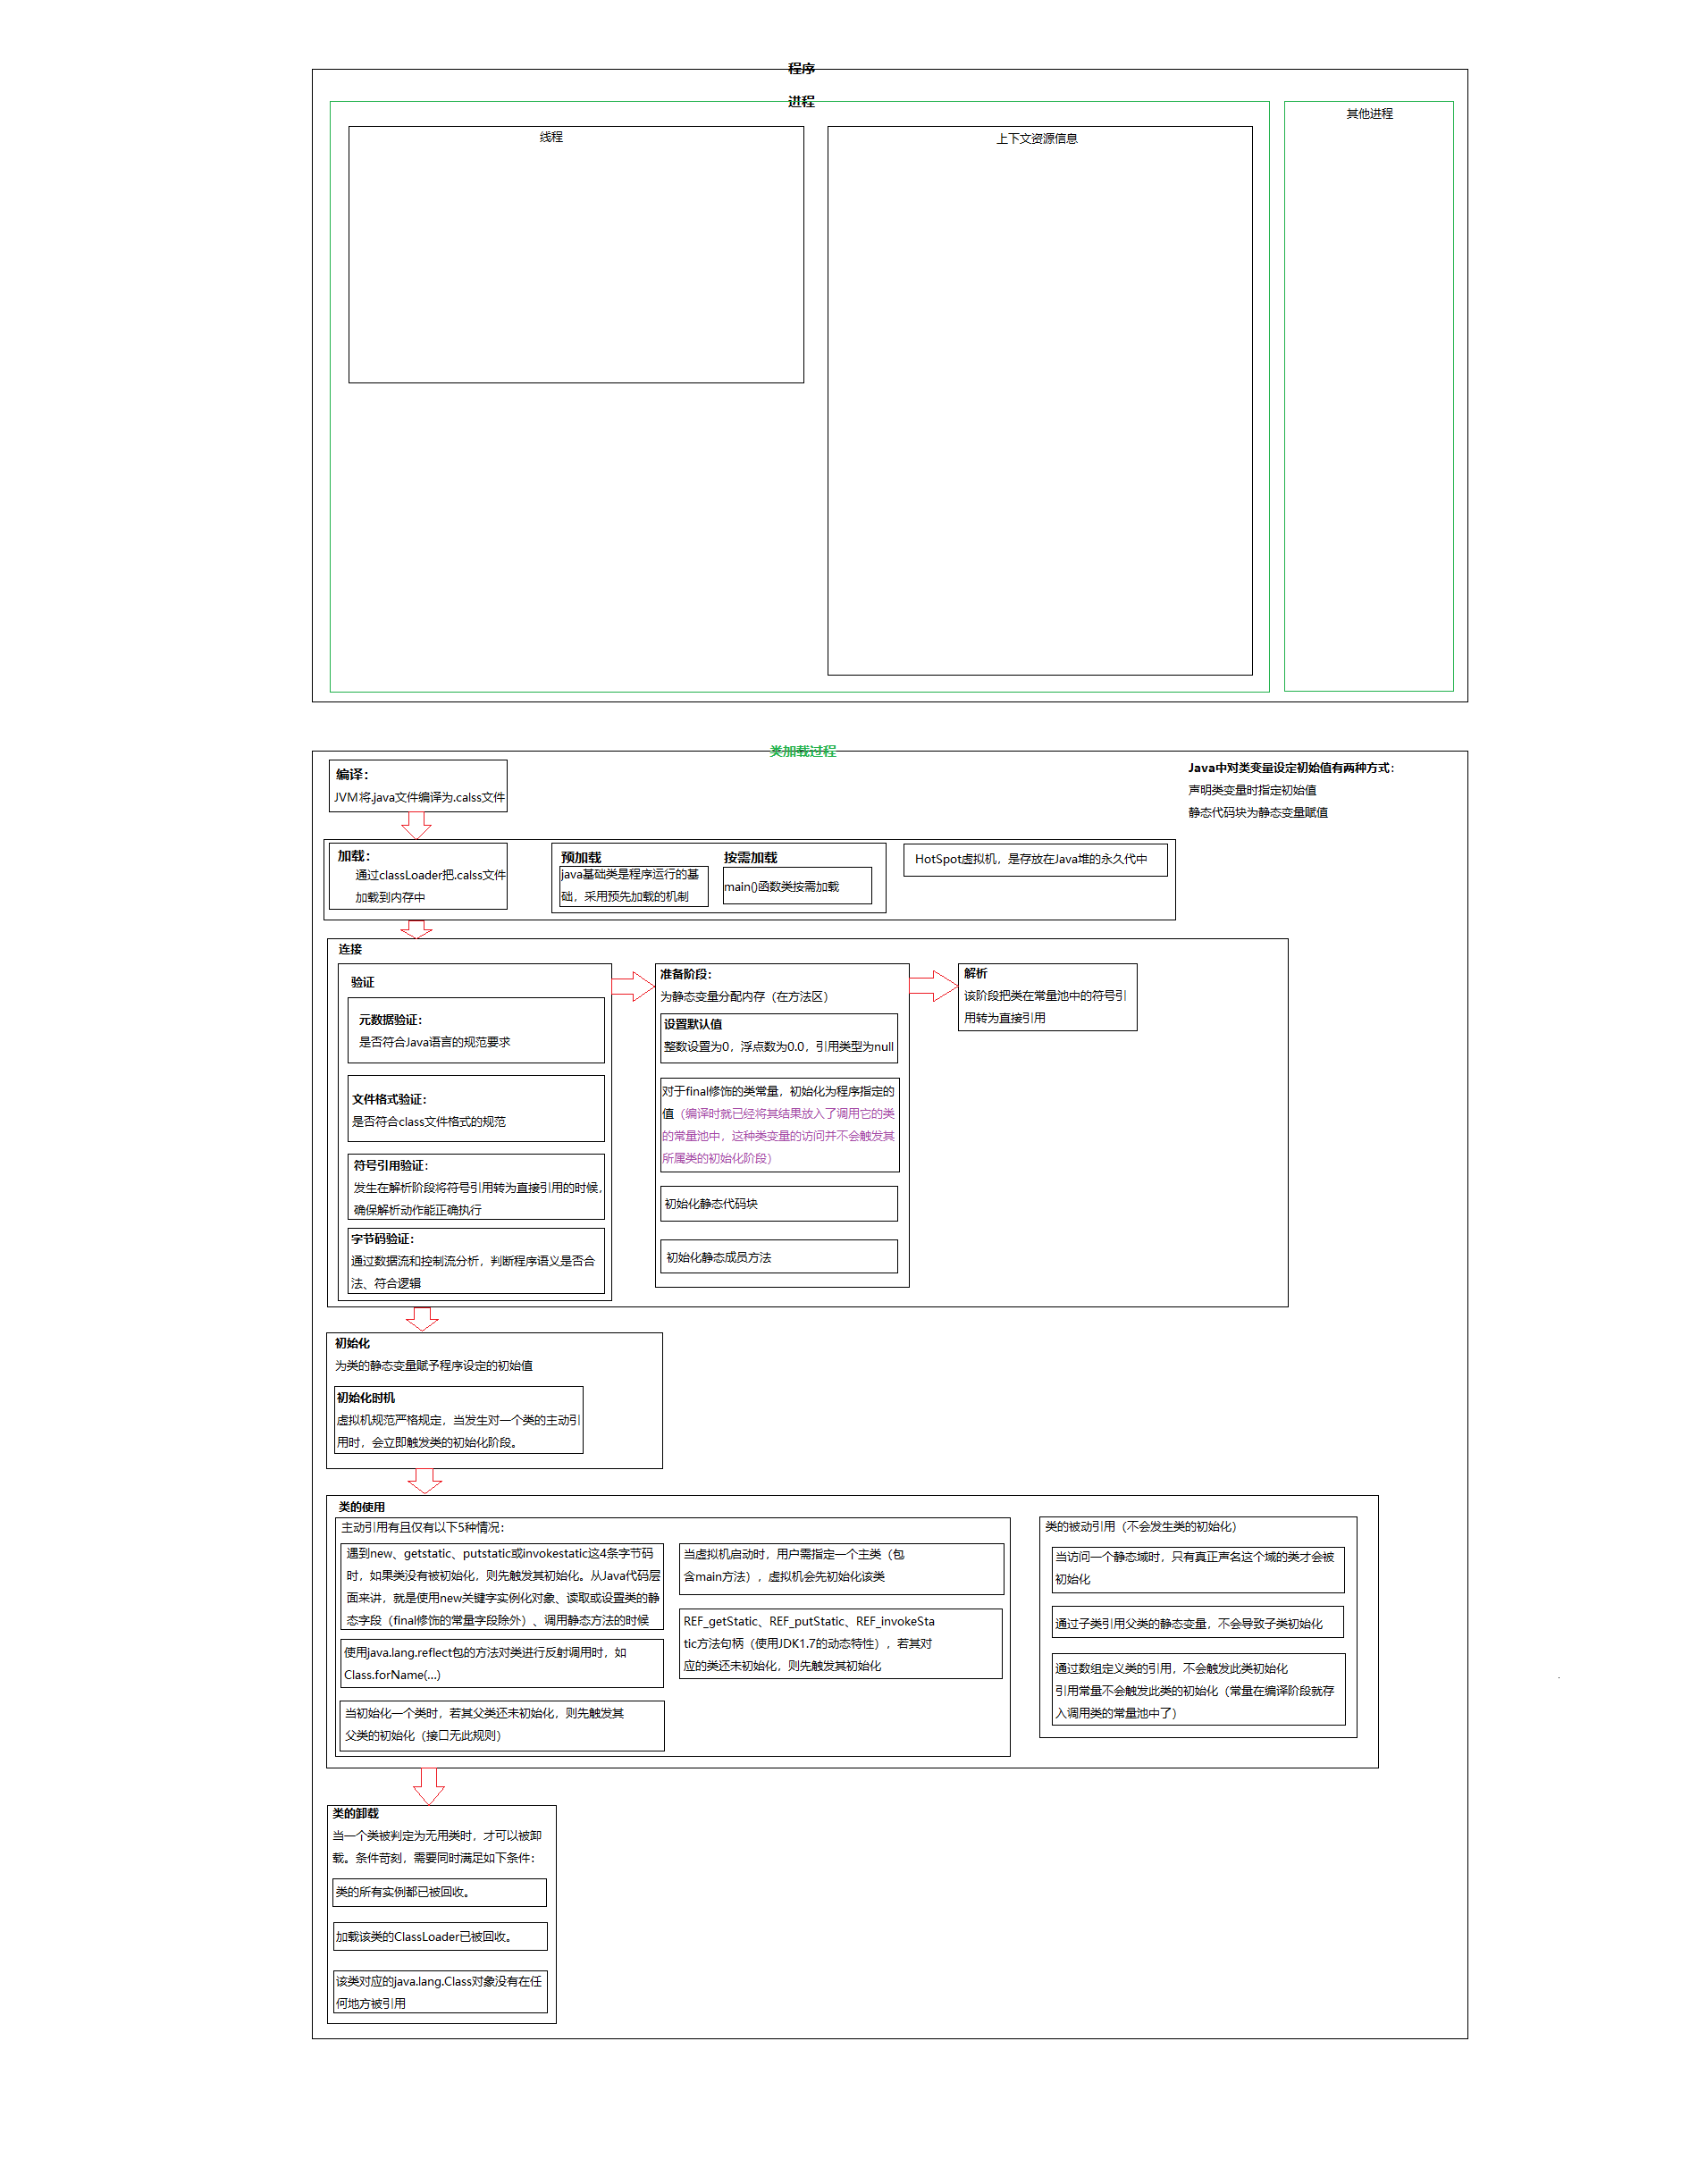 程序
进程
线程
上下文资源信息
其他进程
类加载过程
编译：
JVM将.java文件编译为.calss文件
Java中对类变量设定初始值有两种方式：
声明类变量时指定初始值
静态代码块为静态变量赋值
加载：
通过classLoader把.calss文件
加载到内存中
预加载
java基础类是程序运行的基
础，采用预先加载的机制
按需加载
main()函数类按需加载
HotSpot虚拟机，是存放在Java堆的永久代中
连接
验证
元数据验证：
是否符合Java语言的规范要求
文件格式验证：
是否符合class文件格式的规范
符号引用验证：
发生在解析阶段将符号引用转为直接引用的时候，
确保解析动作能正确执行
字节码验证：
通过数据流和控制流分析，判断程序语义是否合
法、符合逻辑
准备阶段：
为静态变量分配内存（在方法区）
设置默认值
整数设置为0，浮点数为0.0，引用类型为null
对于final修饰的类常量，初始化为程序指定的
值（编译时就已经将其结果放入了调用它的类
的常量池中，这种类变量的访问并不会触发其
所属类的初始化阶段）
初始化静态代码块
初始化静态成员方法
解析
该阶段把类在常量池中的符号引
用转为直接引用
初始化
为类的静态变量赋予程序设定的初始值
初始化时机
虚拟机规范严格规定，当发生对一个类的主动引
用时，会立即触发类的初始化阶段。
类的使用
主动引用有且仅有以下5种情况：
遇到new、getstatic、putstatic或invokestatic这4条字节码
时，如果类没有被初始化，则先触发其初始化。从Java代码层
面来讲，就是使用new关键字实例化对象、读取或设置类的静
态字段（final修饰的常量字段除外）、调用静态方法的时候
使用java.lang.reflect包的方法对类进行反射调用时，如
Class.forName(...)
当初始化一个类时，若其父类还未初始化，则先触发其
父类的初始化（接口无此规则）
当虚拟机启动时，用户需指定一个主类（包
含main方法），虚拟机会先初始化该类
REF_getStatic、REF_putStatic、REF_invokeSta
tic方法句柄（使用JDK1.7的动态特性），若其对
应的类还未初始化，则先触发其初始化
类的被动引用（不会发生类的初始化）
当访问一个静态域时，只有真正声名这个域的类才会被
初始化
通过子类引用父类的静态变量，不会导致子类初始化
通过数组定义类的引用，不会触发此类初始化
引用常量不会触发此类的初始化（常量在编译阶段就存
入调用类的常量池中了）
类的卸载
当一个类被判定为无用类时，才可以被卸
载。条件苛刻，需要同时满足如下条件：
类的所有实例都已被回收。
加载该类的ClassLoader已被回收。
该类对应的java.lang.Class对象没有在任
何地方被引用